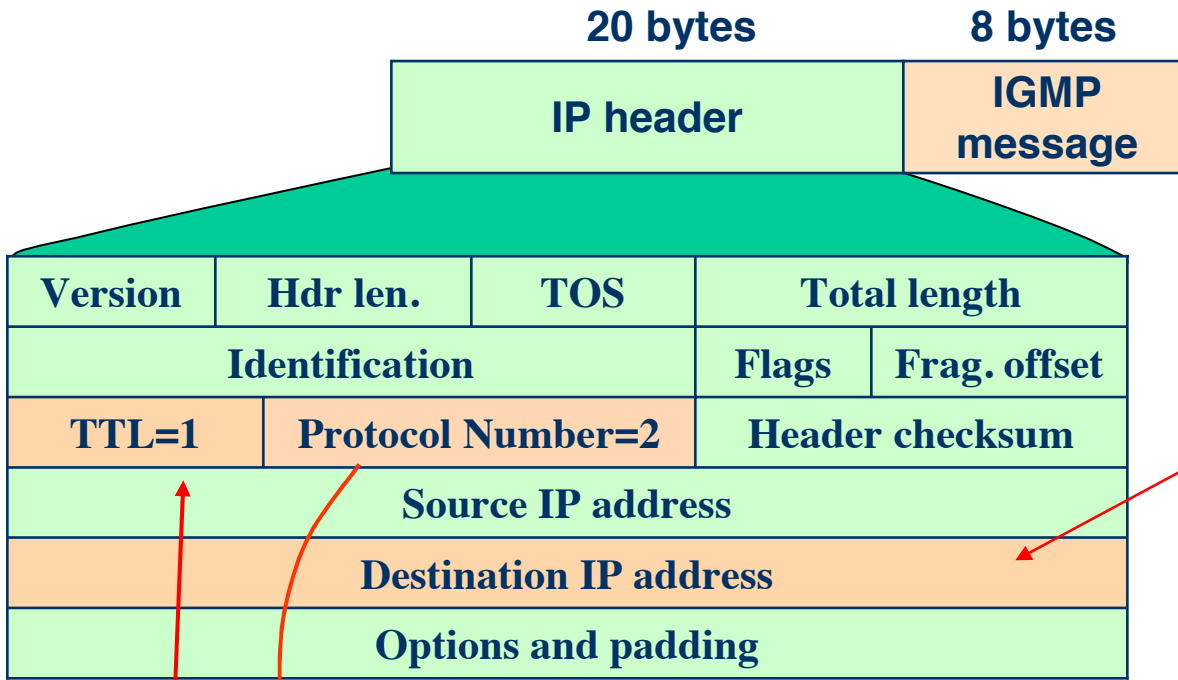 20 bytes 8 bytes
IP header
IGMP
message
Version Hdr len. TOS Total length
Identification Flags Frag. offset
TTL=1 Protocol Number=2 Header checksum
Source IP address
Destination IP address
Options and padding